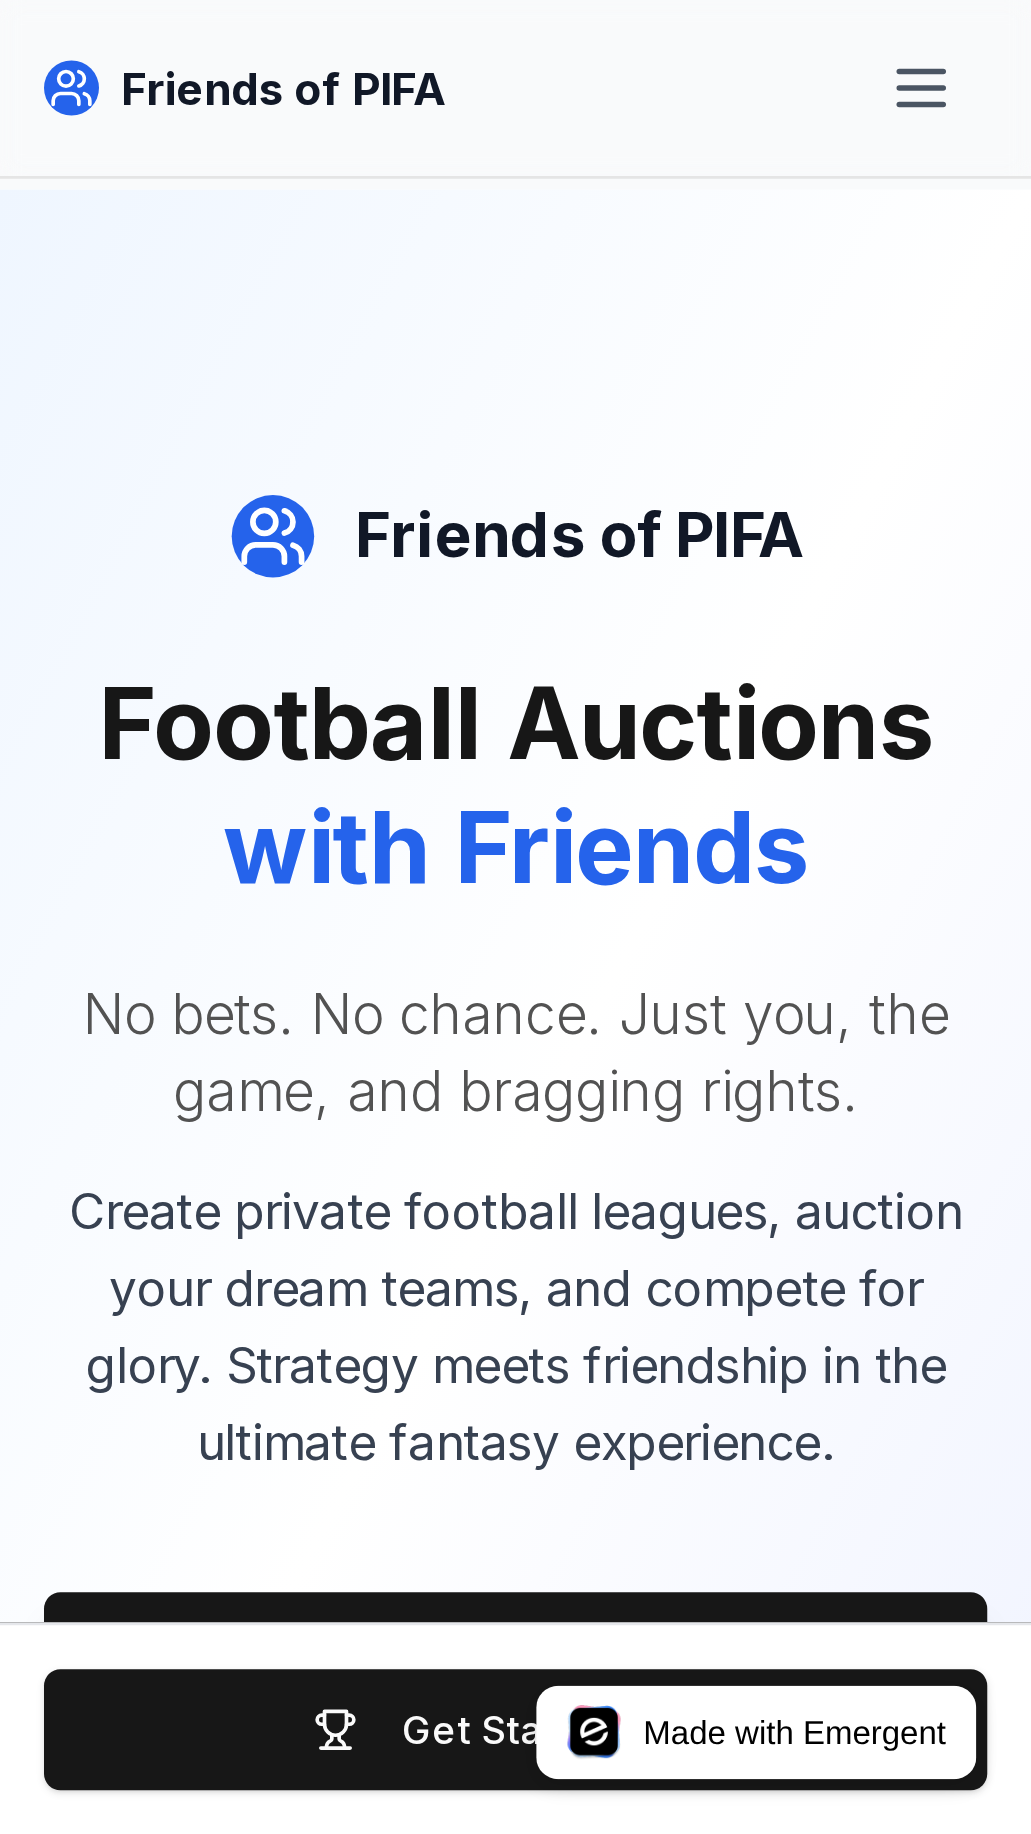 Friends of PIFA
Friends of PIFA
Football Auctions
with Friends
No bets. No chance. Just you, the
game, and bragging rights.
Create private football leagues, auction
your dream teams, and compete for
glory. Strategy meets friendship in the
ultimate fantasy experience.
Get Sta
Made with Emergent